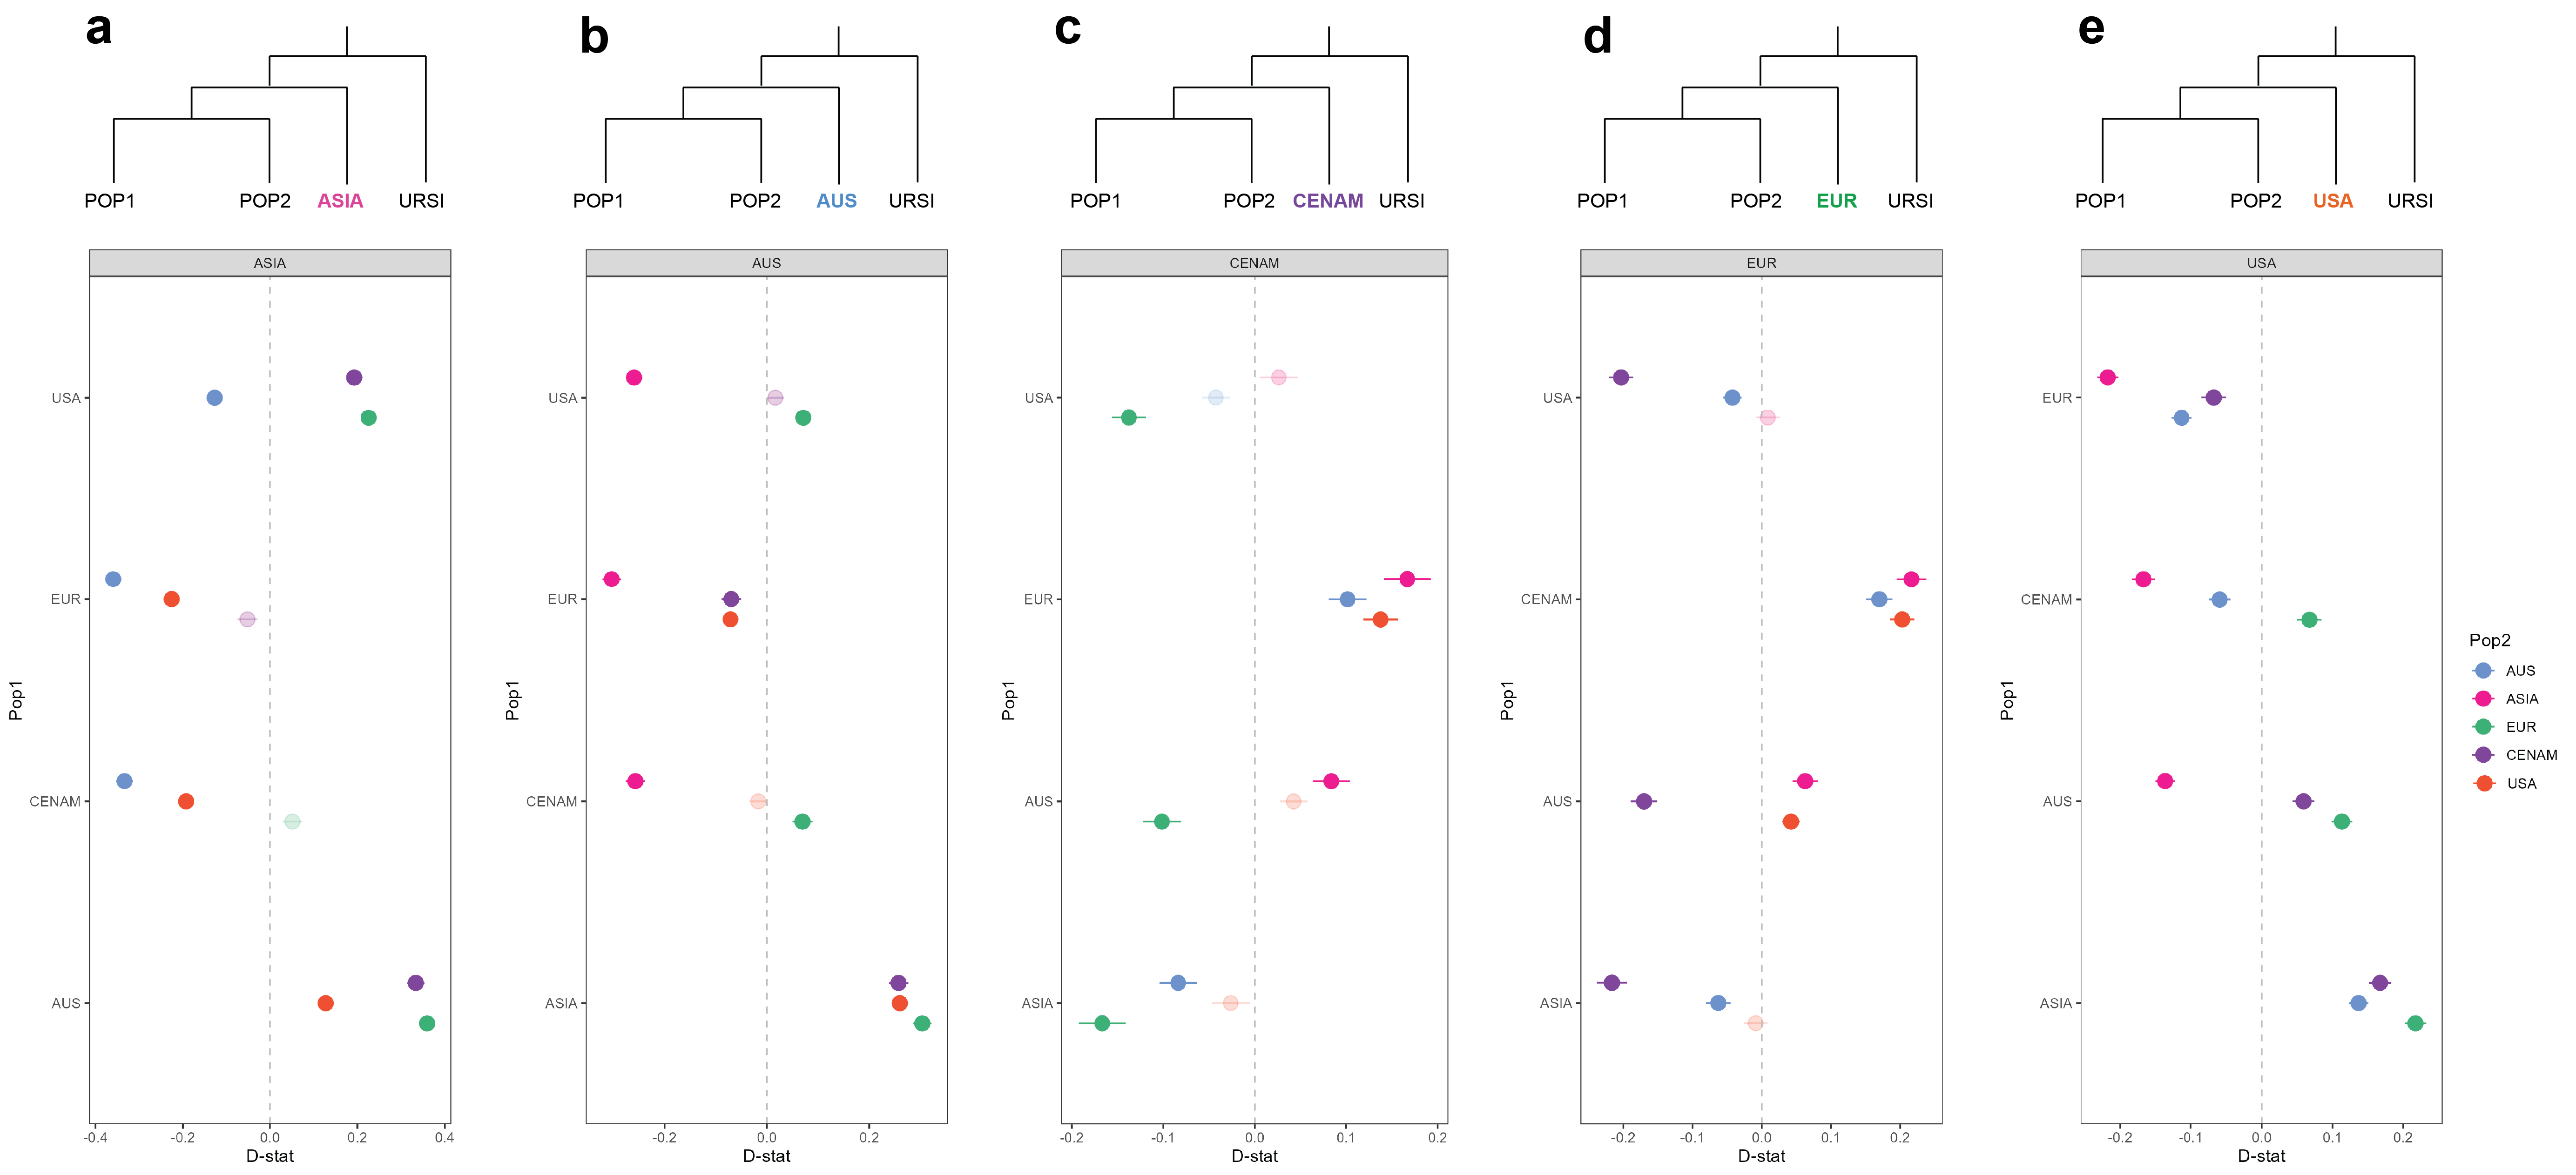 a b c d e
POP1 POP2 ASIA URSI POP1 POP2 AUS URSI POP1 POP2 CENAM URSI POP1 POP2 EUR URSI POP1 POP2 USA URSI
ASIA AUS CENAM EUR USA
USA USA USA USA EUR
EUR EUR EUR CENAM CENAM
Pop2
AUS
ASIA
EUR
CENAM
USA
Pop1 Pop1 Pop1 Pop1 Pop1
CENAM CENAM AUS AUS AUS
AUS ASIA ASIA ASIA ASIA
-0.4 -0.2 0.0 0.2 0.4 -0.2 0.0 0.2 -0.2 -0.1 0.0 0.1 0.2 -0.2 -0.1 0.0 0.1 0.2 -0.2 -0.1 0.0 0.1 0.2
D-stat D-stat D-stat D-stat D-stat